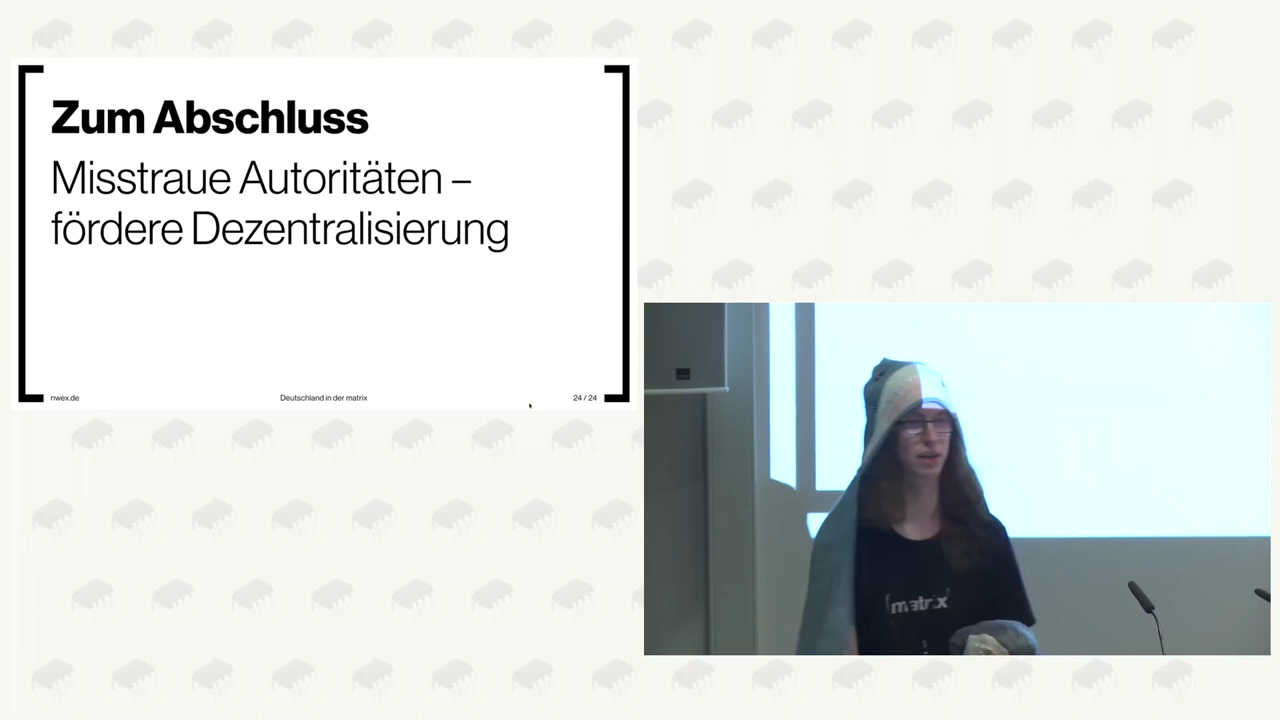 Zum Abschluss
Misstraue Autoritäten –
fördere Dezentralisierung
nwex.de
Deutschland in der matrix
24 / 24
[matrix]